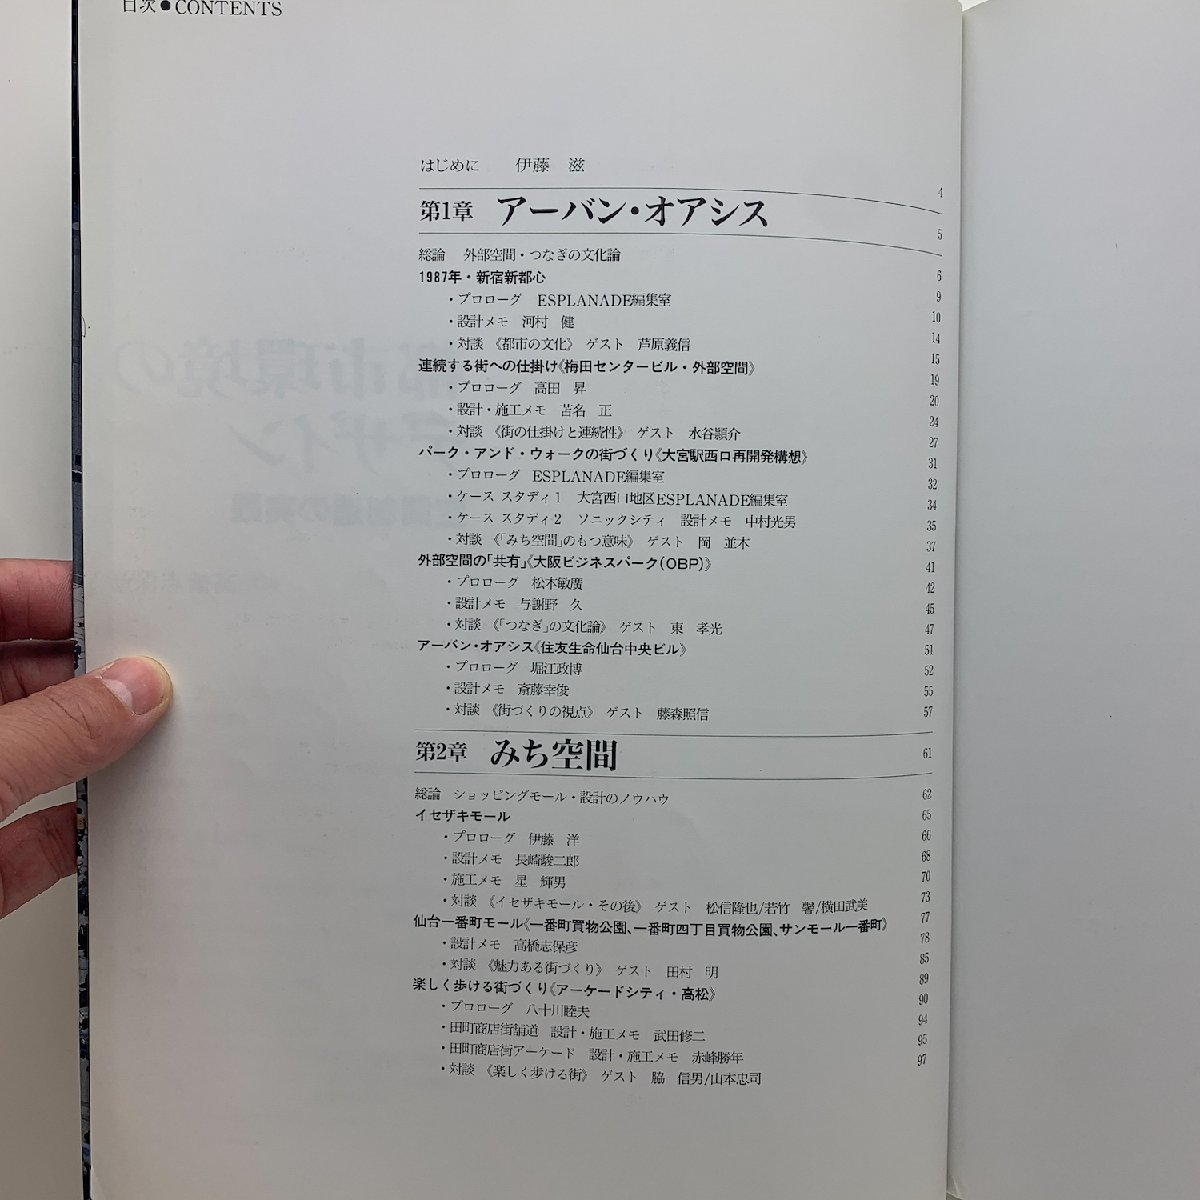 目次●CONTENTS
はじめに 伊藤 滋 4
第1章 アーバン・オアシス 5
総論 外部空間・つなぎの文化論 6
1987年・新宿新都心 9
・プロローグ ESPLANADE編集室 10
・設計メモ 河村 健 14
・対談 《都市の文化》 ゲスト 芦原義信 15
連続する街への仕掛け《梅田センタービル・外部空間》 19
・プロローグ 高田 昇 20
・設計・施工メモ 苫名 正 24
・対談 《街の仕掛けと連続性》 ゲスト 水谷頴介 27
パーク・アンド・ウォークの街づくり《大宮駅西口再開発構想》 31
・プロローグ ESPLANADE編集室 32
・ケース スタディ1 大宮西口地区ESPLANADE編集室 34
・ケース スタディ2 ソニックシティ 設計メモ 中村光男 35
・対談 《「みち空間」のもつ意味》 ゲスト 岡 並木 37
外部空間の「共有」《大阪ビジネスパーク(OBP)》 41
・プロローグ 松本敏廣 42
・設計メモ 与謝野 久 45
・対談 《「つなぎ」の文化論》 ゲスト 東 孝光 47
アーバン・オアシス《住友生命仙台中央ビル》 51
・プロローグ 堀江政博 52
・設計メモ 斎藤幸俊 55
・対談 《街づくりの視点》 ゲスト 藤森照信 57
第2章 みち空間 61
総論 ショッピングモール・設計のノウハウ 62
イセザキモール 65
・プロローグ 伊藤 洋 66
・設計メモ 長崎駿二郎 68
・施工メモ 星 輝男 70
・対談 《イセザキモール・その後》 ゲスト 松信隆也/若竹 馨/横田武美 73
仙台一番町モール《一番町買物公園、一番町四丁目買物公園、サンモール一番町》 77
・設計メモ 高橋志保彦 78
・対談 《魅力ある街づくり》 ゲスト 田村 明 85
楽しく歩ける街づくり《アーケードシティ・高松》 89
・プロローグ 八十川睦夫 90
・田町商店街舗道 設計・施工メモ 武田修二 94
・田町商店街アーケード 設計・施工メモ 赤峰勝年 95
・対談 《楽しく歩ける街》 ゲスト 脇 信男/山本忠司 97